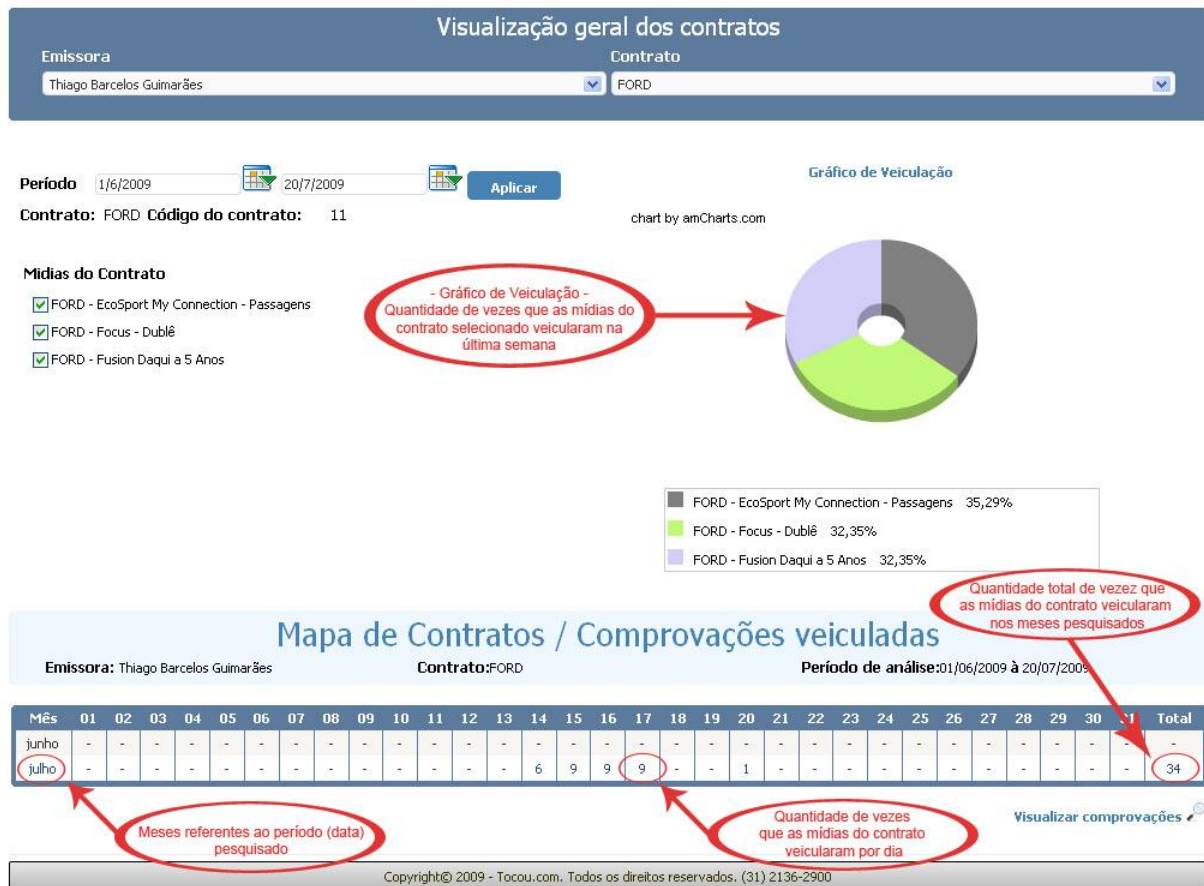 Visualização geral dos contratos
Emissora
Contrato
Thiago Barcelos Guimarães
FORD
Período 1/6/2009 20/7/2009 Aplicar
Contrato: FORD Código do contrato: 11
Gráfico de Veiculação
chart by amCharts.com
Midias do Contrato
FORD - EcoSport My Connection - Passagens
FORD - Focus - Dublê
FORD - Fusion Daqui a 5 Anos
- Gráfico de Veiculação -
Quantidade de vezes que as mídias do
contrato selecionado veicularam na
última semana
FORD - EcoSport My Connection - Passagens 35,29%
FORD - Focus - Dublê 32,35%
FORD - Fusion Daqui a 5 Anos 32,35%
Quantidade total de vezez que
as mídias do contrato veicularam
nos meses pesquisados
Mapa de Contratos / Comprovações veiculadas
Emissora: Thiago Barcelos Guimarães Contrato:FORD Período de análise:01/06/2009 à 20/07/2009
Mês 01 02 03 04 05 06 07 08 09 10 11 12 13 14 15 16 17 18 19 20 21 22 23 24 25 26 27 28 29 30 31 Total
junho - - - - - - - - - - - - - - - - - - - - - - - - - - - - - - - -
julho - - - - - - - - - - - - - 6 9 9 9 - - 1 - - - - - - - - - - - 34
Meses referentes ao período (data)
pesquisado
Quantidade de vezes
que as mídias do contrato
veicularam por dia
Visualizar comprovações
Copyright© 2009 - Tocou.com. Todos os direitos reservados. (31) 2136-2900